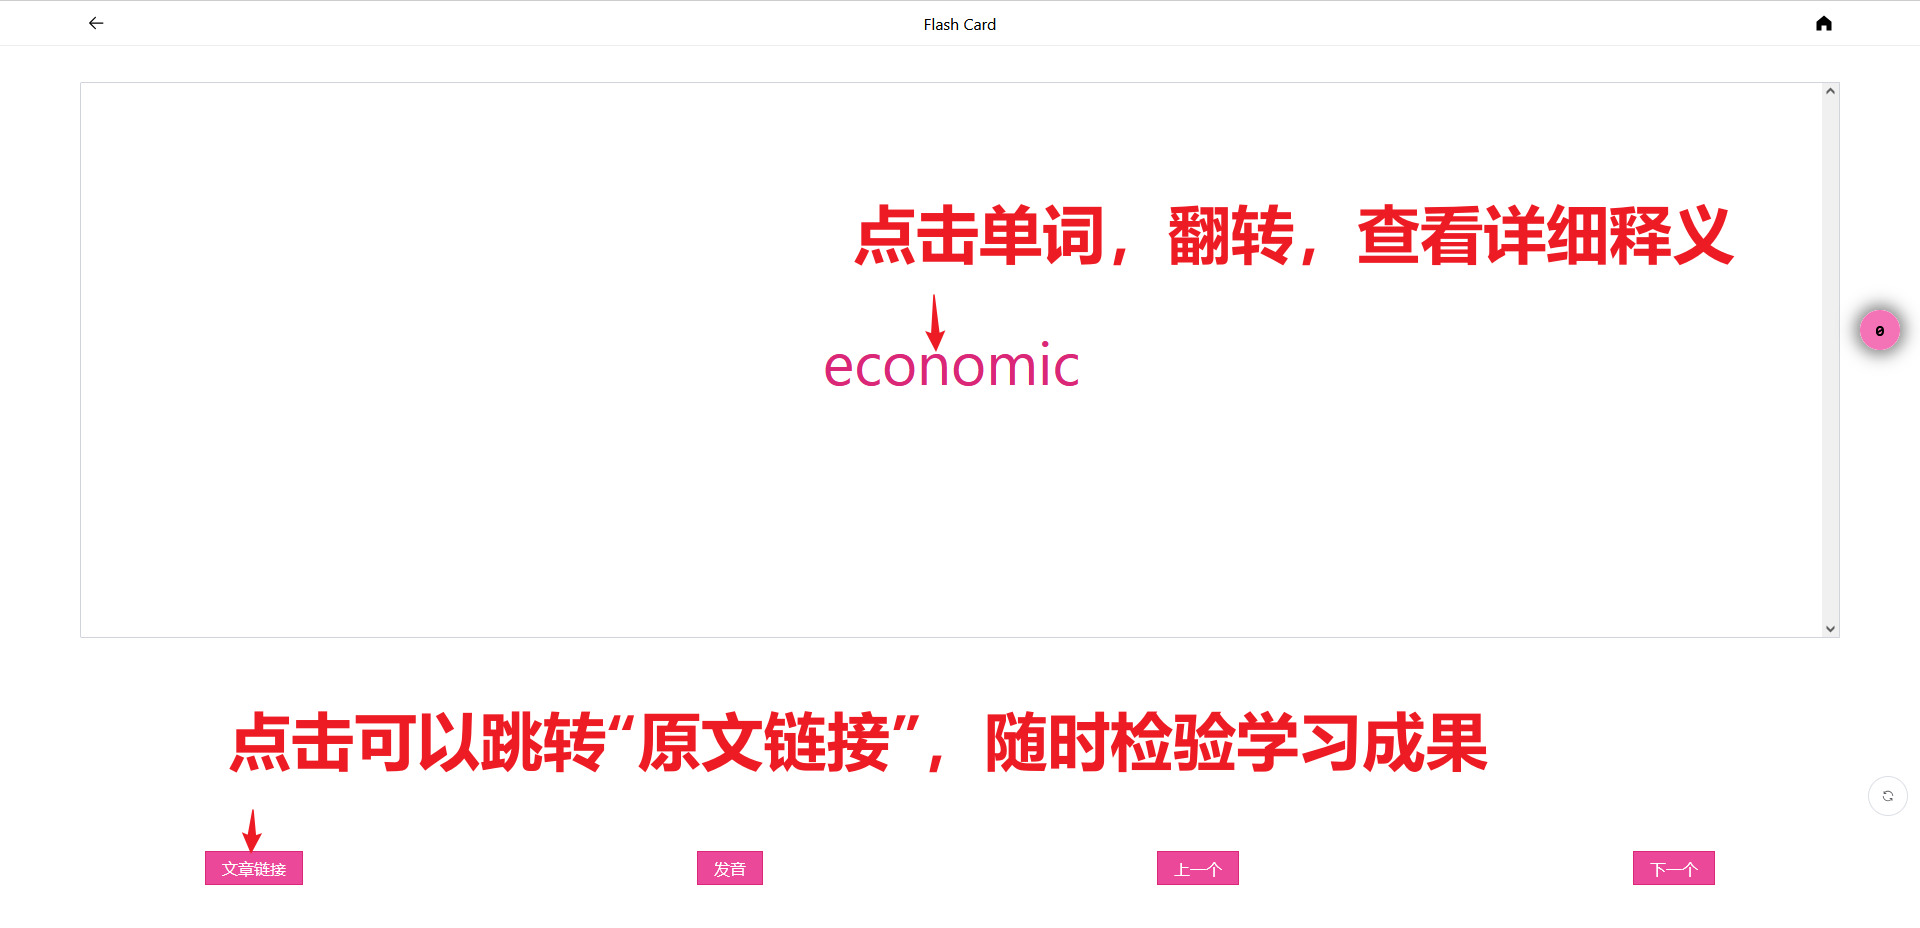 Flash Card
点击单词，翻转，查看详细释义
0
economic
点击可以跳转“原文链接”，随时检验学习成果
文章链接
发音
上一个
下一个